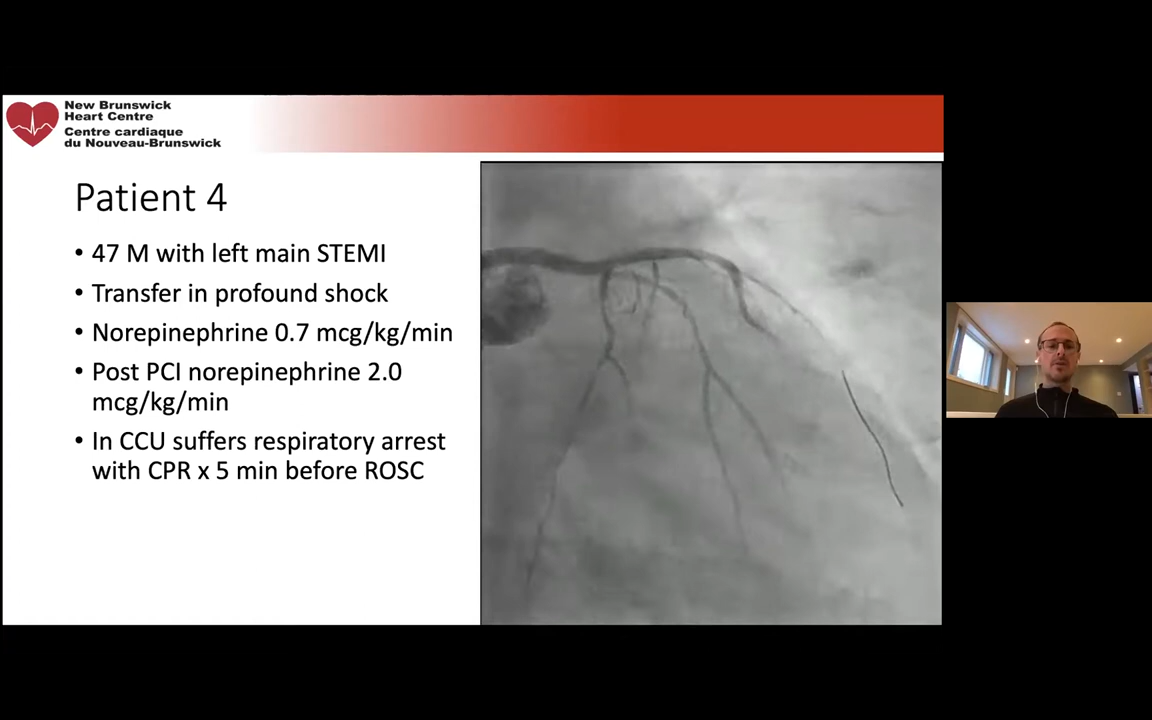 New Brunswick
Heart Centre
Centre cardiaque
du Nouveau-Brunswick
Patient 4
• 47 M with left main STEMI
• Transfer in profound shock
• Norepinephrine 0.7 mcg/kg/min
• Post PCI norepinephrine 2.0
mcg/kg/min
• In CCU suffers respiratory arrest
with CPR x 5 min before ROSC